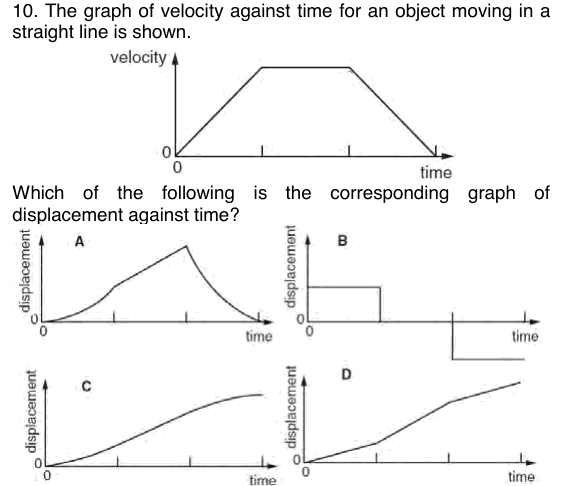 10. The graph of velocity against time for an object moving in a
straight line is shown.
velocity
0
0
time
Which of the following is the corresponding graph of
displacement against time?
displacement
A
0
0
time
displacement
B
0
0
time
displacement
C
0
0
time
displacement
D
0
0
time